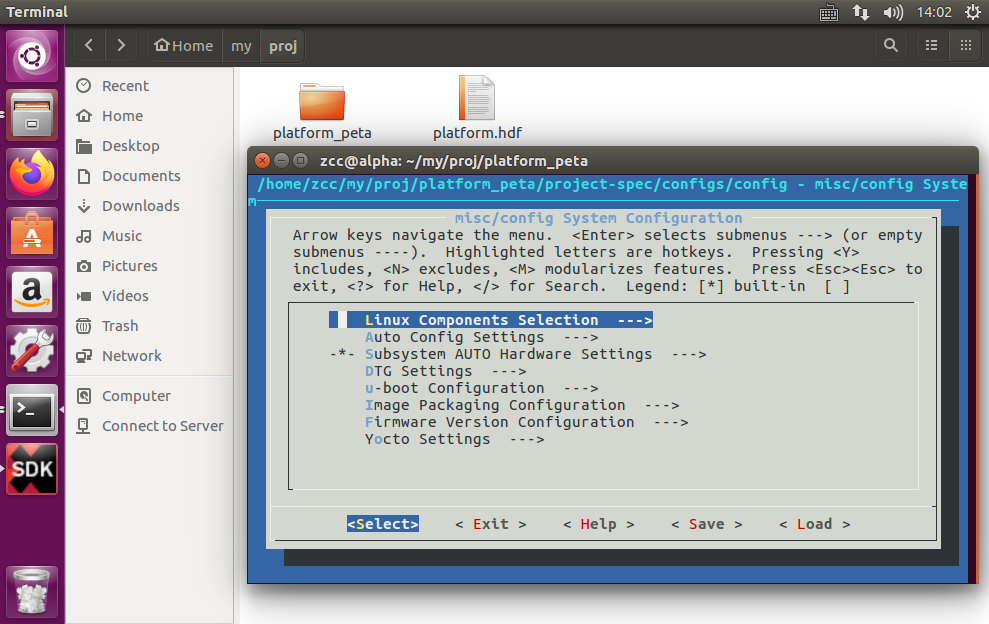 Terminal
14:02
Home my proj
Recent
Home
Desktop
Documents
Downloads
Music
Pictures
Videos
Trash
Network
Computer
Connect to Server
platform_peta
platform.hdf
zcc@alpha: ~/my/proj/platform_peta
/home/zcc/my/proj/platform_peta/project-spec/configs/config - misc/config Syste
m
misc/config System Configuration
Arrow keys navigate the menu.  <Enter> selects submenus ---> (or empty
submenus ----).  Highlighted letters are hotkeys.  Pressing <Y>
includes, <N> excludes, <M> modularizes features.  Press <Esc><Esc> to
exit, <?> for Help, </> for Search.  Legend: [*] built-in  [ ]
Linux Components Selection  --->
Auto Config Settings  --->
-*- Subsystem AUTO Hardware Settings  --->
DTG Settings  --->
u-boot Configuration  --->
Image Packaging Configuration  --->
Firmware Version Configuration  --->
Yocto Settings  --->
<Select>    < Exit >    < Help >    < Save >    < Load >
a
>_
SDK